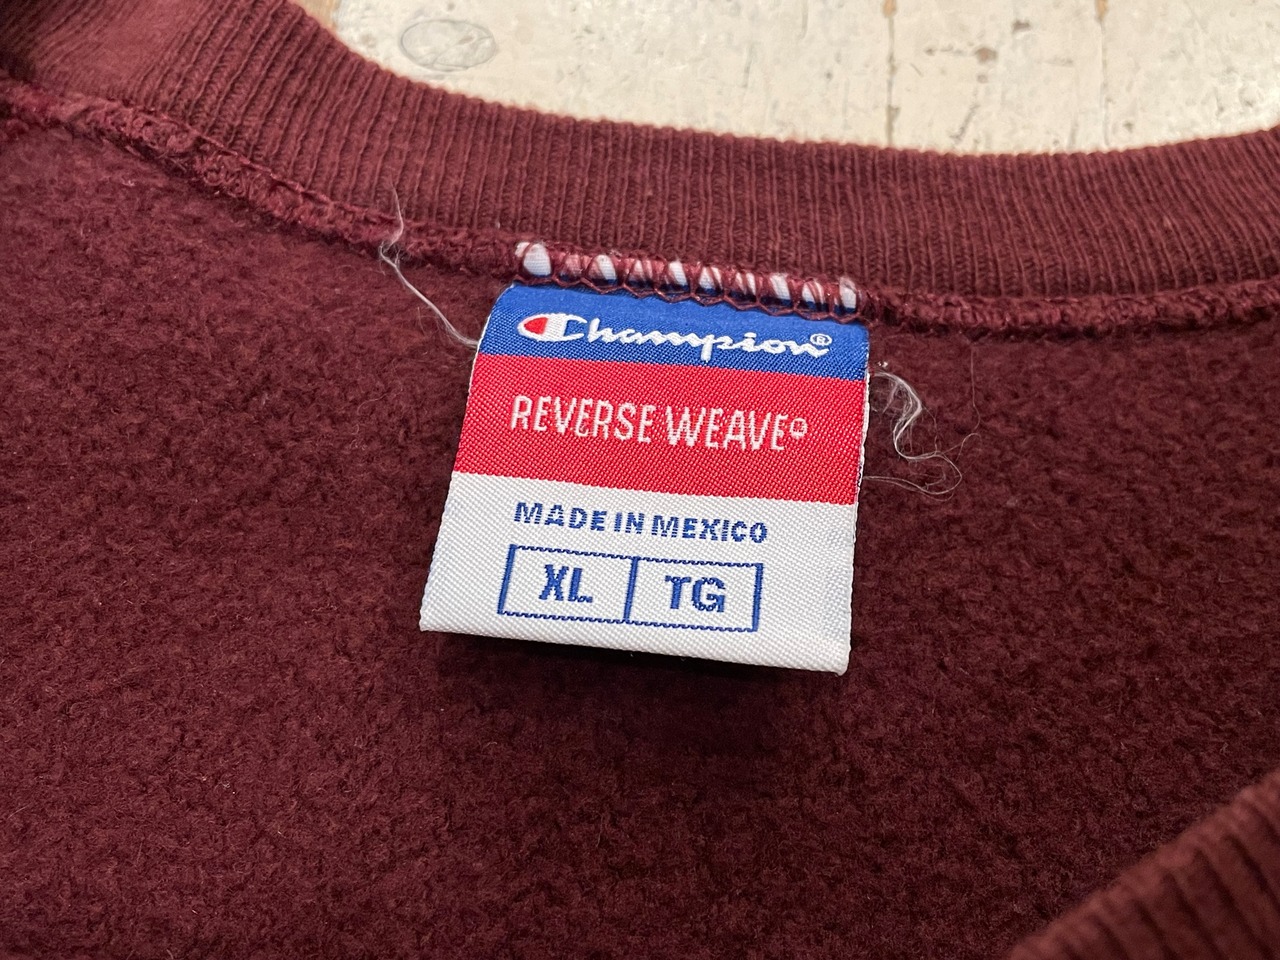 Champion®
REVERSE WEAVE®
MADE IN MEXICO
XL TG